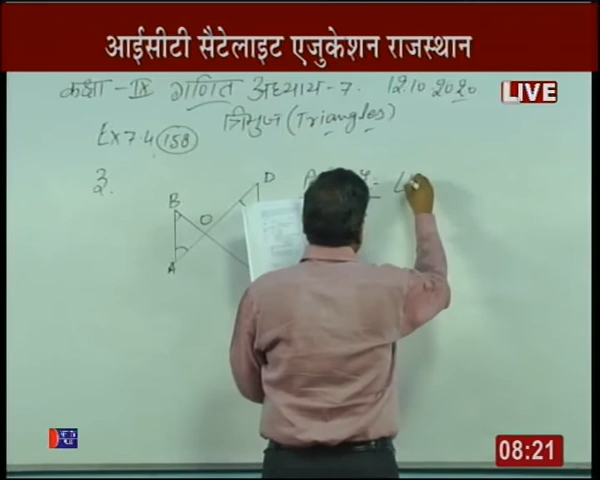 आईसीटी सैटेलाइट एजुकेशन राजस्थान
कक्षा - IX गणित अध्याय - 7. 12.10.2020
LIVE
त्रिभुज (Triangles)
Ex 7.4 (158)
3.
D
B
O
A
08:21